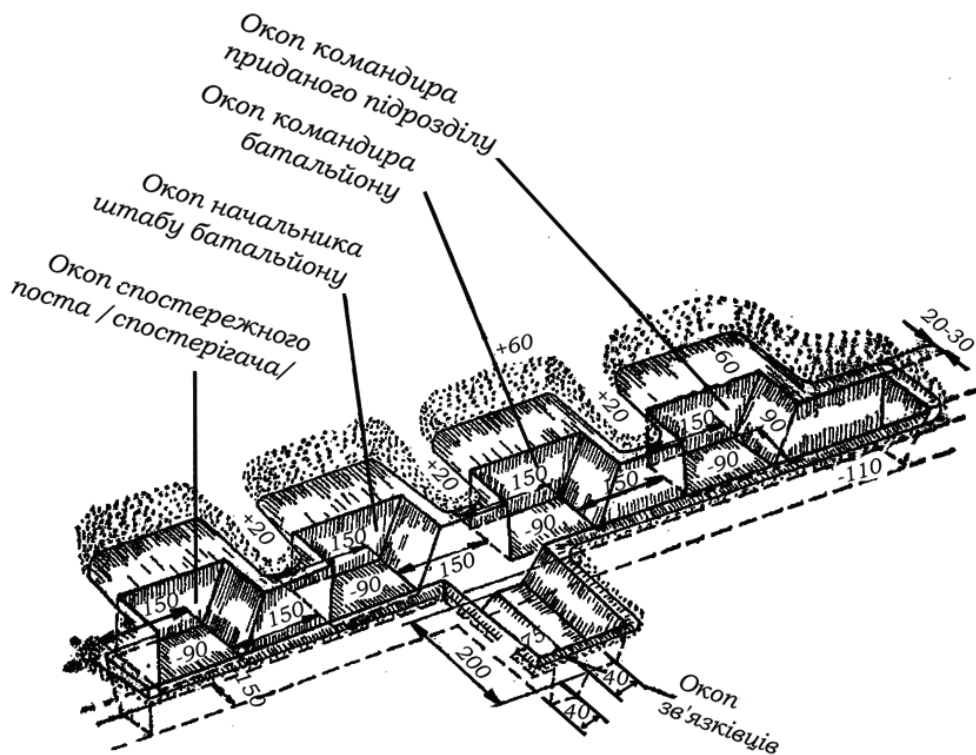 Окоп командира
приданого підрозділу
Окоп командира
батальйону
Окоп начальника
штабу батальйону
Окоп спостережного
поста /спостерігача/
+60
20-30
60
+20
150
90
-90
-110
+20
150
50
-90
+20
150
150
-90
150
150
-90
150
75
200
40
40
Окоп
зв'язківців